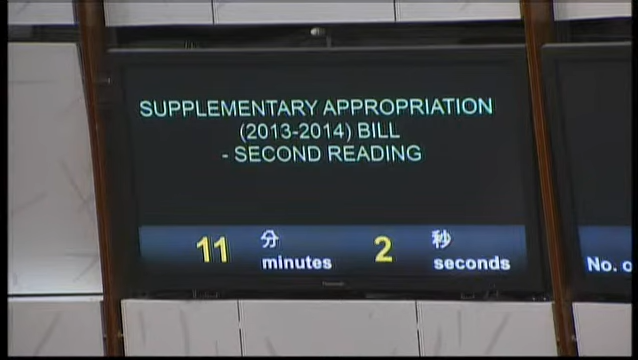 SUPPLEMENTARY APPROPRIATION
(2013-2014) BILL
- SECOND READING
11 分 minutes 2 秒 seconds
No. o